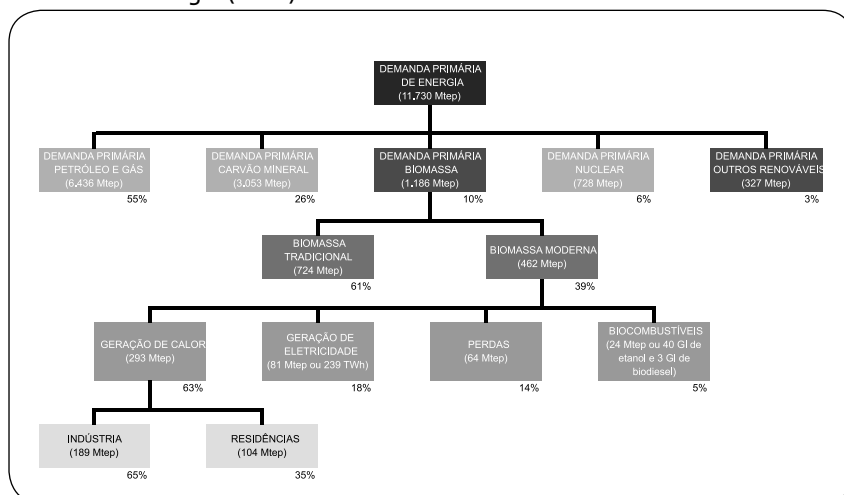 DEMANDA PRIMÁRIA
DE ENERGIA
(11.730 Mtep)
DEMANDA PRIMÁRIA
PETRÓLEO E GÁS
(6.436 Mtep)
55%
DEMANDA PRIMÁRIA
CARVÃO MINERAL
(3.053 Mtep)
26%
DEMANDA PRIMÁRIA
BIOMASSA
(1.186 Mtep)
10%
DEMANDA PRIMÁRIA
NUCLEAR
(728 Mtep)
6%
DEMANDA PRIMÁRIA
OUTROS RENOVÁVEIS
(327 Mtep)
3%
BIOMASSA
TRADICIONAL
(724 Mtep)
61%
BIOMASSA MODERNA
(462 Mtep)
39%
GERAÇÃO DE CALOR
(293 Mtep)
63%
GERAÇÃO DE
ELETRICIDADE
(81 Mtep ou 239 TWh)
18%
PERDAS
(64 Mtep)
14%
BIOCOMBUSTÍVEIS
(24 Mtep ou 40 Gl de
etanol e 3 Gl de
biodiesel)
5%
INDÚSTRIA
(189 Mtep)
65%
RESIDÊNCIAS
(104 Mtep)
35%